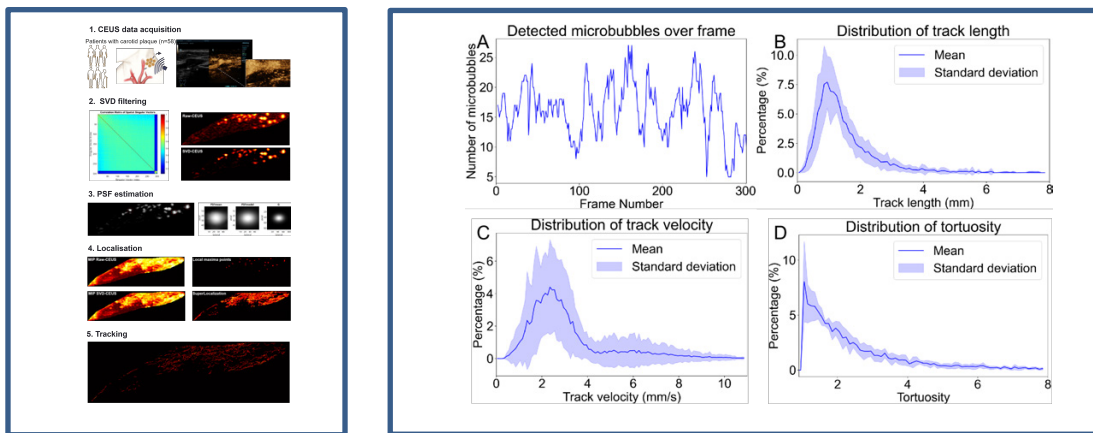 1. CEUS data acquisition
Patients with carotid plaque (n=56)
2. SVD filtering
Raw-CEUS
SVD-CEUS
3. PSF estimation
4. Localisation
MIP Raw-CEUS
Local maxima points
MIP SVD-CEUS
SuperLocalisation
5. Tracking
A
Detected microbubbles over frame
Number of microbubbles
25
20
15
10
5
0
100
200
300
Frame Number
B
Distribution of track length
Mean
Standard deviation
Percentage (%)
10.0
7.5
5.0
2.5
0.0
0
2
4
6
8
Track length (mm)
C
Distribution of track velocity
Mean
Standard deviation
Percentage (%)
6
4
2
0
0
2
4
6
8
10
Track velocity (mm/s)
D
Distribution of tortuosity
Mean
Standard deviation
Percentage (%)
10
5
0
2
4
6
8
Tortuosity